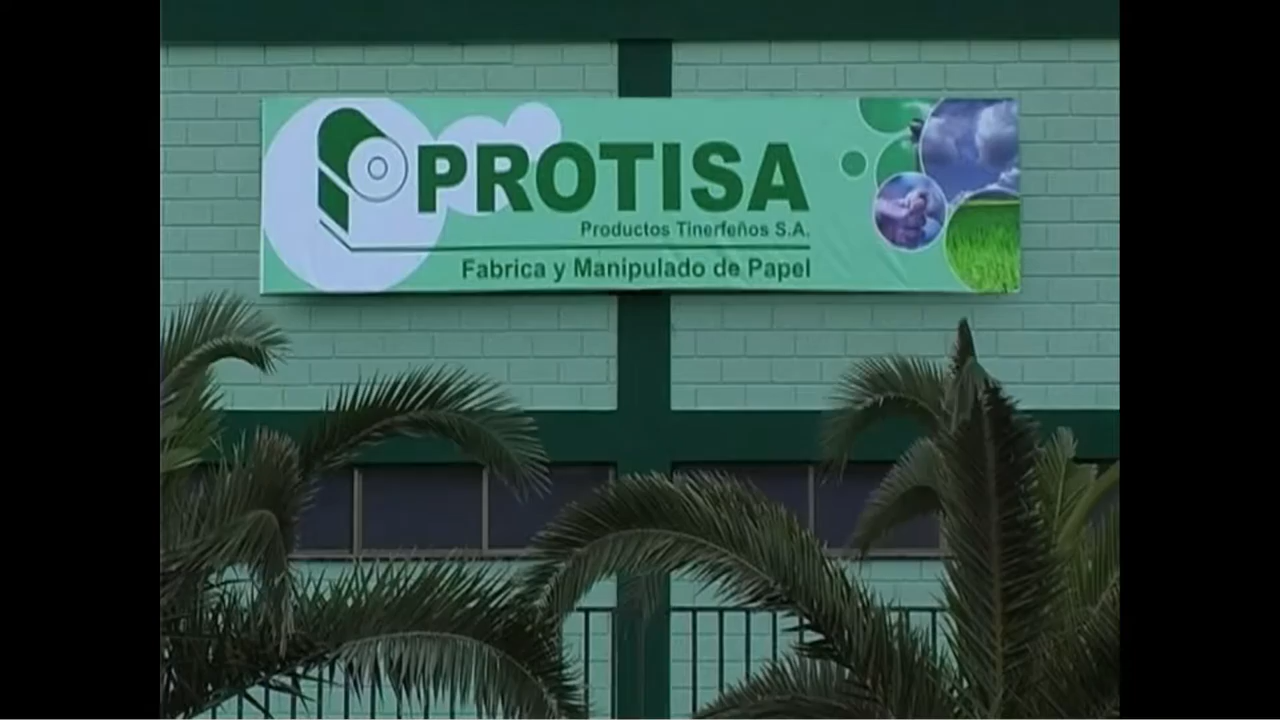 PROTISA
Productos Tinerfeños S.A.
Fabrica y Manipulado de Papel